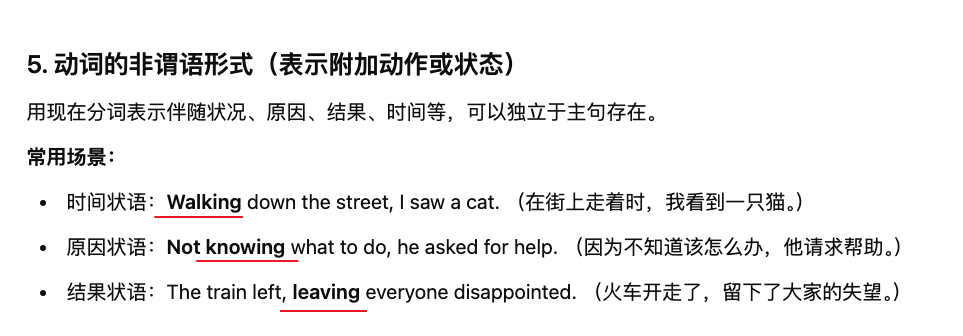 5. 动词的非谓语形式（表示附加动作或状态）
用现在分词表示伴随状况、原因、结果、时间等，可以独立于主句存在。
常用场景：
• 时间状语：Walking down the street, I saw a cat. （在街上走着时，我看到一只猫。）
• 原因状语：Not knowing what to do, he asked for help. （因为不知道该怎么办，他请求帮助。）
• 结果状语：The train left, leaving everyone disappointed. （火车开走了，留下了大家的失望。）